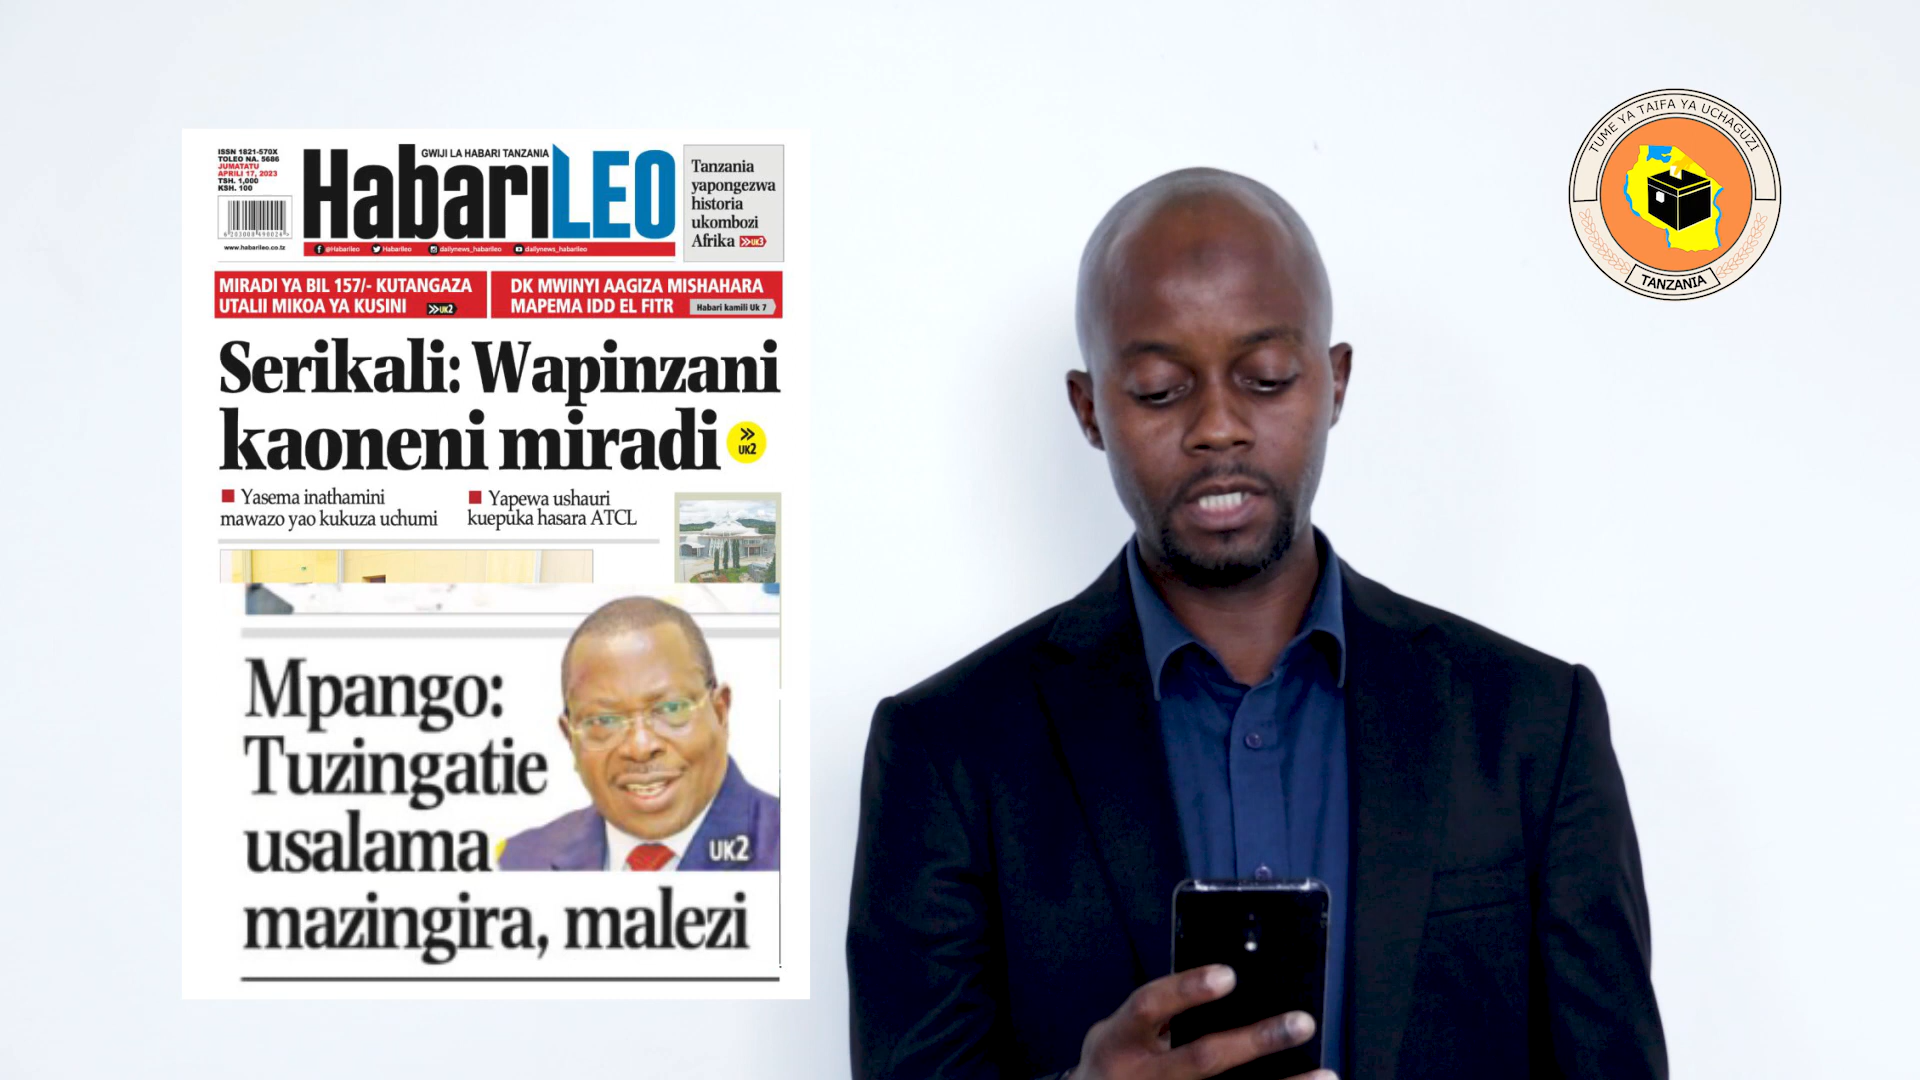 ISSN 1821-570X
TOLEO NA. 5686
JUMATATU
APRILI 17, 2023
TSH. 1,000
KSH. 100
www.habarileo.co.tz
GWIJI LA HABARI TANZANIA
HabariLEO
@Habarileo Habarileo dailynews_habarileo dailynews_habarileo
Tanzania
yapongezwa
historia
ukombozi
Afrika UK3
MIRADI YA BIL 157/- KUTANGAZA
UTALII MIKOA YA KUSINI UK2
DK MWINYI AAGIZA MISHAHARA
MAPEMA IDD EL FITR Habari kamili Uk 7
Serikali: Wapinzani
kaoneni miradi
UK2
Yasema inathamini
mawazo yao kukuza uchumi
Yapewa ushauri
kuepuka hasara ATCL
Mpango:
Tuzingatie
usalama
mazingira, malezi
UK2
TUME YA TAIFA YA UCHAGUZI
TANZANIA